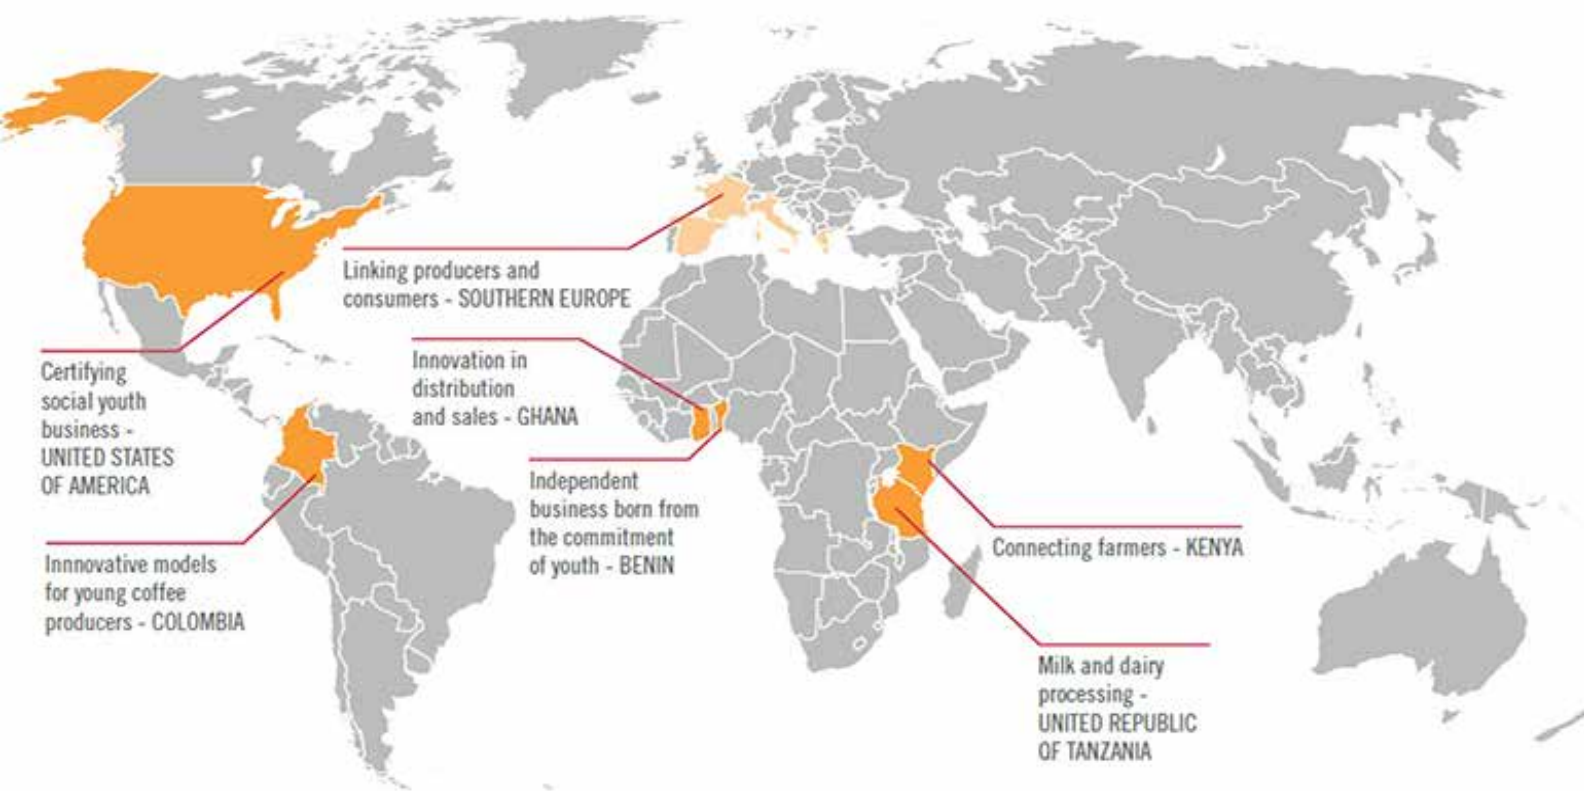 Linking producers and
consumers - SOUTHERN EUROPE
Certifying
social youth
business -
UNITED STATES
OF AMERICA
Innovation in
distribution
and sales - GHANA
Independent
business born from
the commitment
of youth - BENIN
Innnovative models
for young coffee
producers - COLOMBIA
Connecting farmers - KENYA
Milk and dairy
processing -
UNITED REPUBLIC
OF TANZANIA